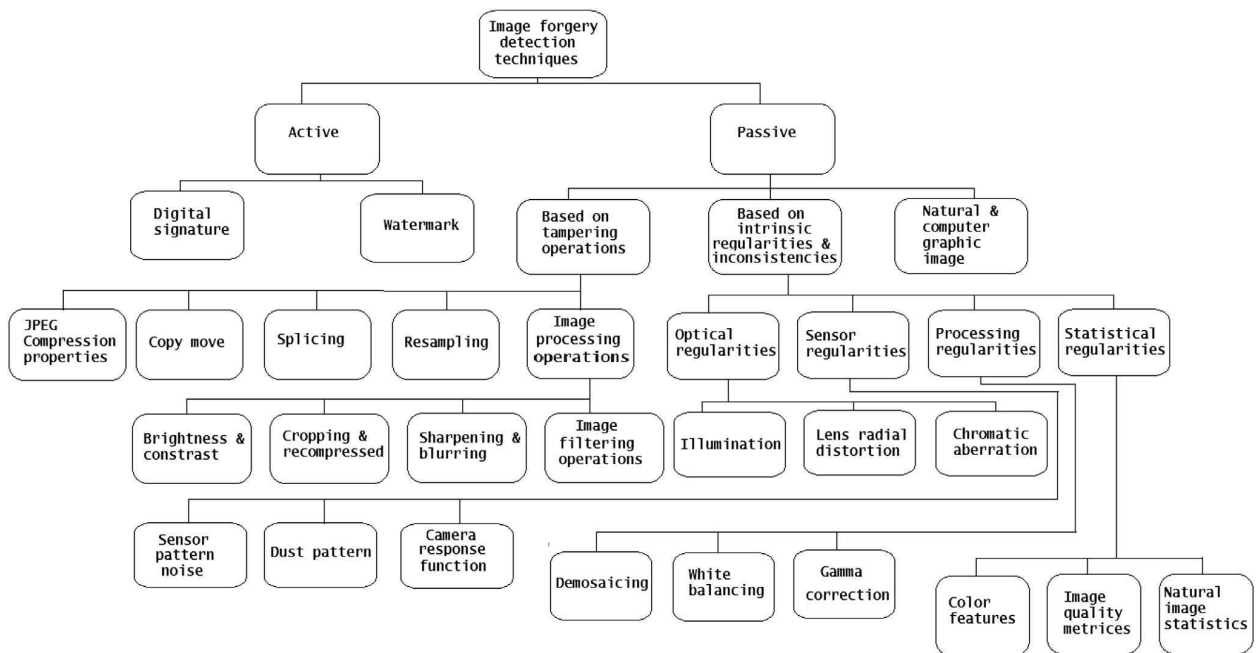 Image forgery
detection
techniques
Active
Passive
Digital
signature
Watermark
Based on
tampering
operations
Based on
intrinsic
regularities &
inconsistencies
Natural &
computer
graphic
image
JPEG
Compression
properties
Copy move
Splicing
Resampling
Image
processing
operations
Optical
regularities
Sensor
regularities
Processing
regularities
Statistical
regularities
Brightness &
constrast
Cropping &
recompressed
Sharpening &
blurring
Image
filtering
operations
Illumination
Lens radial
distortion
Chromatic
aberration
Sensor
pattern
noise
Dust pattern
Camera
response
function
Demosaicing
White
balancing
Gamma
correction
Color
features
Image
quality
metrices
Natural
image
statistics